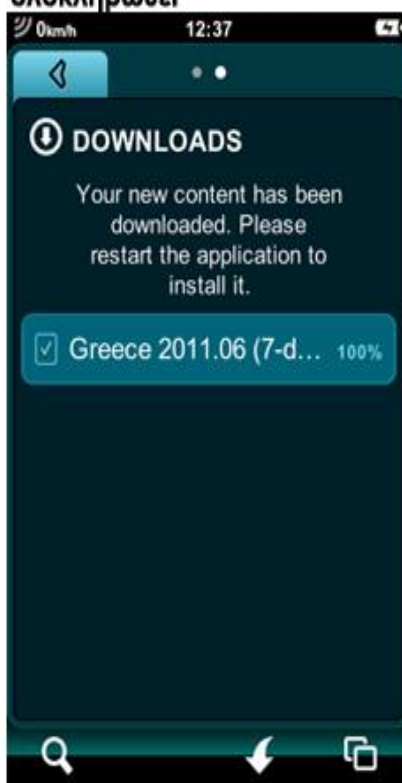 0km/h 12:37
DOWNLOADS
Your new content has been
downloaded. Please
restart the application to
install it.
Greece 2011.06 (7-d... 100%